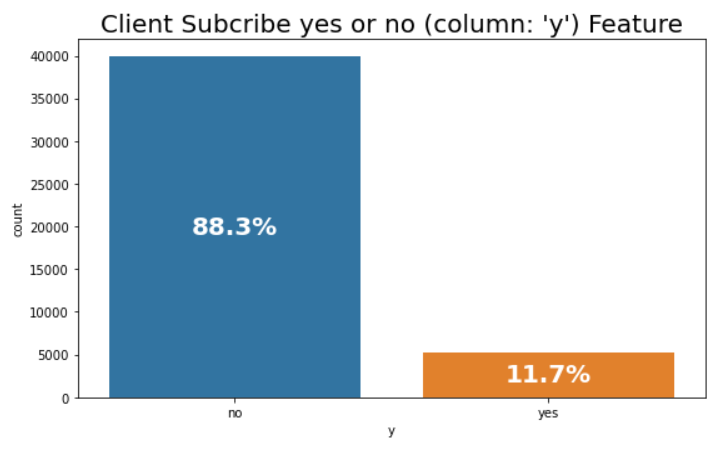 Client Subcribe yes or no (column: 'y') Feature
40000
35000
30000
25000
20000
15000
10000
5000
0
count
88.3%
11.7%
no
yes
y